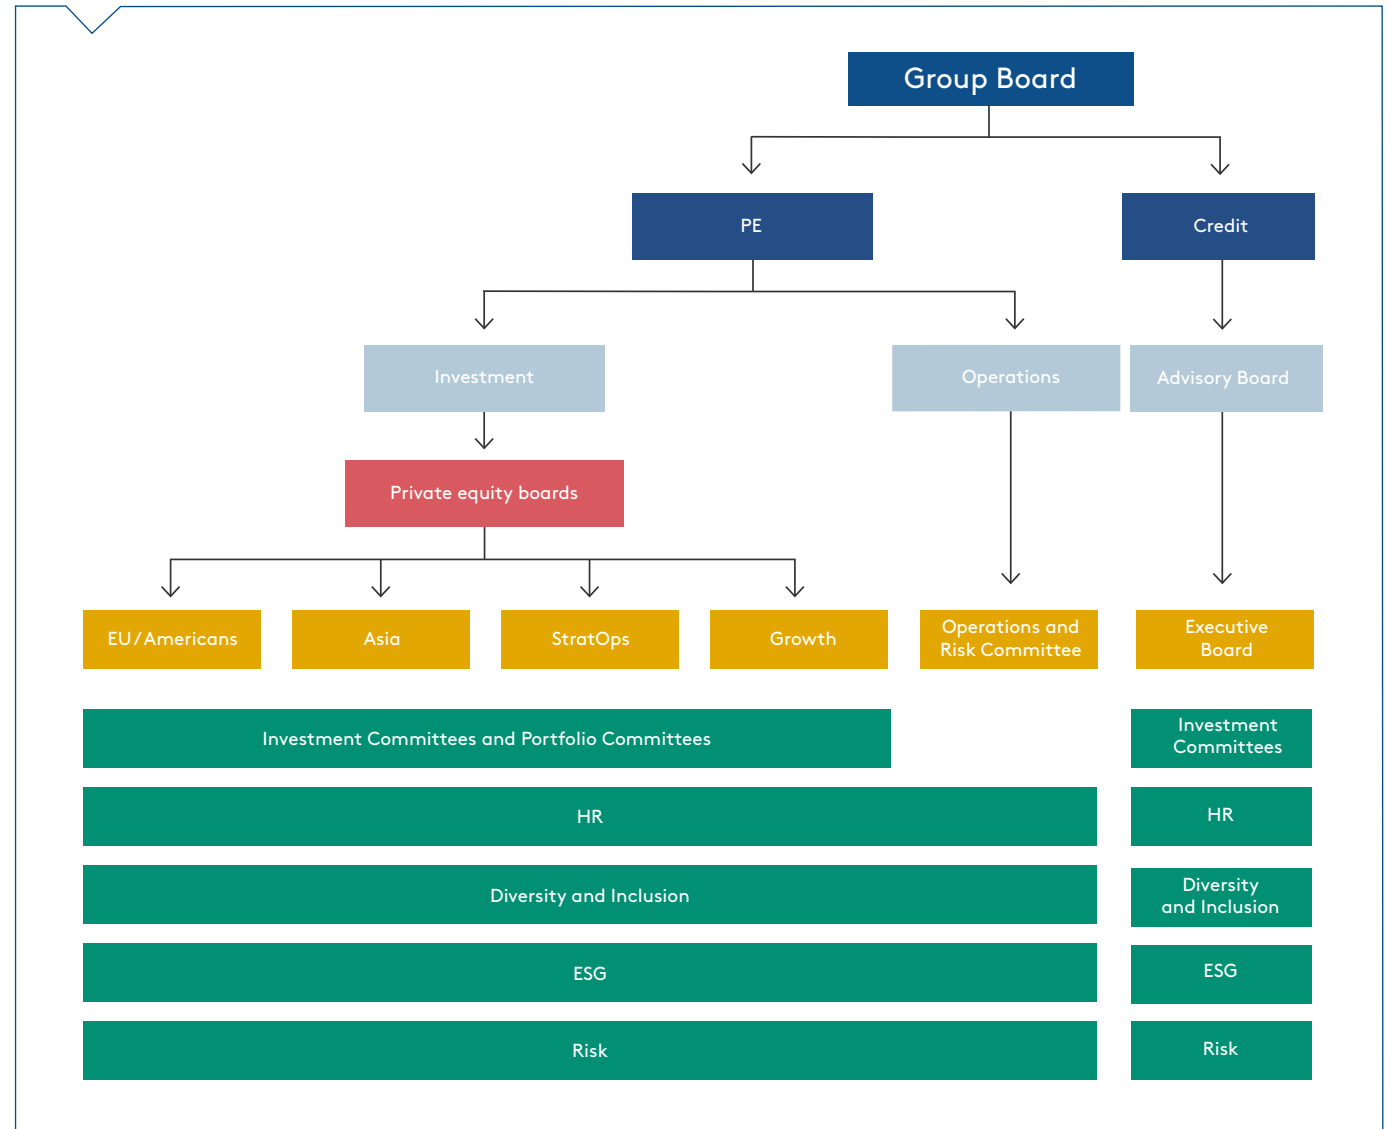 Group Board
PE
Credit
Investment
Operations
Advisory Board
Private equity boards
EU/Americans
Asia
StratOps
Growth
Operations and
Risk Committee
Executive
Board
Investment Committees and Portfolio Committees
Investment
Committees
HR
HR
Diversity and Inclusion
Diversity
and Inclusion
ESG
ESG
Risk
Risk